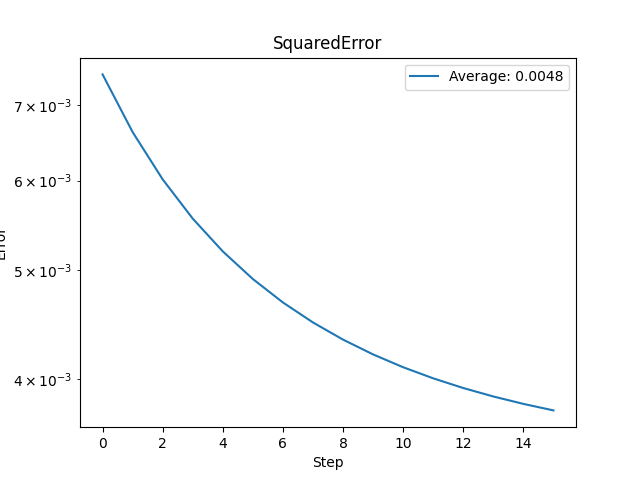 SquaredError
Average: 0.0048
7 × 10⁻³
6 × 10⁻³
5 × 10⁻³
4 × 10⁻³
Error
0 2 4 6 8 10 12 14
Step